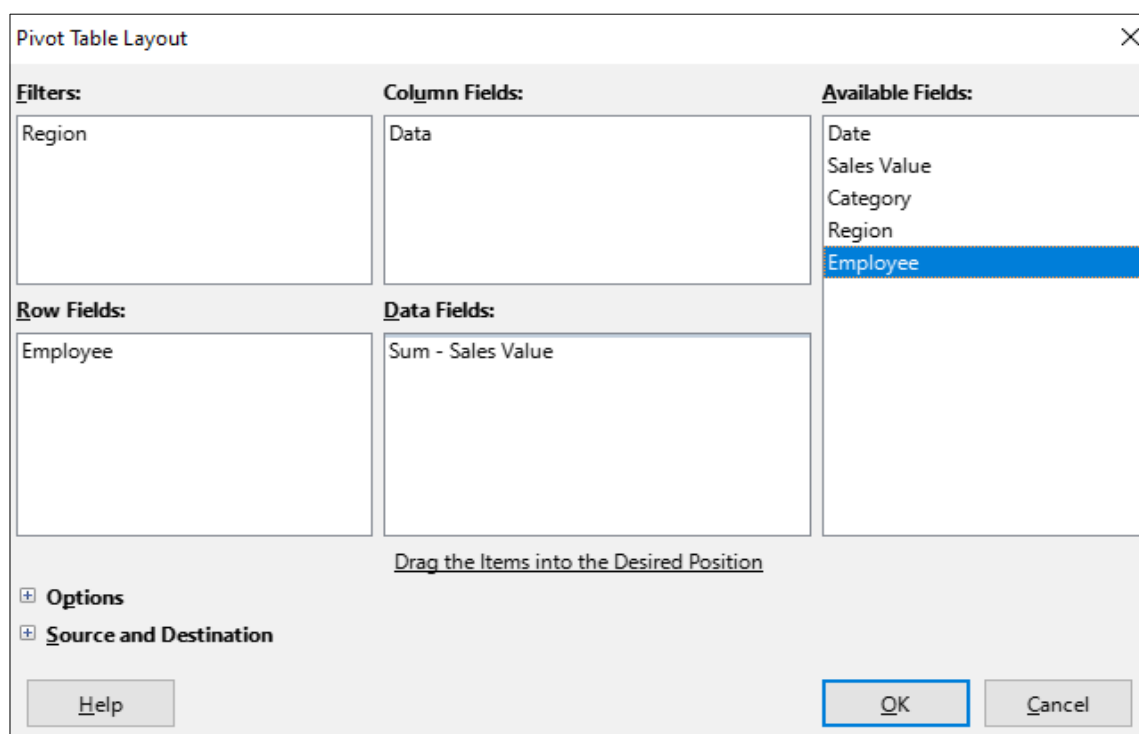 Pivot Table Layout
Filters:
Column Fields:
Available Fields:
Region
Data
Date
Sales Value
Category
Region
Employee
Row Fields:
Data Fields:
Employee
Sum - Sales Value
Drag the Items into the Desired Position
Options
Source and Destination
Help
OK
Cancel